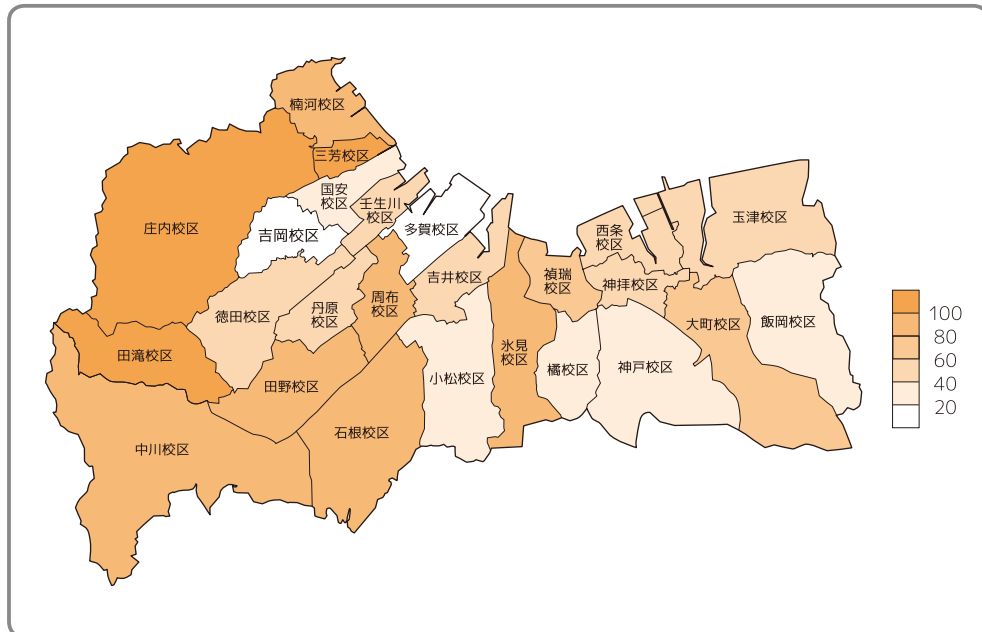 楠河校区
三芳校区
国安
校区
壬生川
校区
庄内校区
吉岡校区
多賀校区
西条
校区
玉津校区
吉井校区
禎瑞
校区
神拝校区
周布
校区
丹原
校区
徳田校区
大町校区
飯岡校区
田滝校区
氷見
校区
橘校区
神戸校区
小松校区
田野校区
石根校区
中川校区
100
80
60
40
20